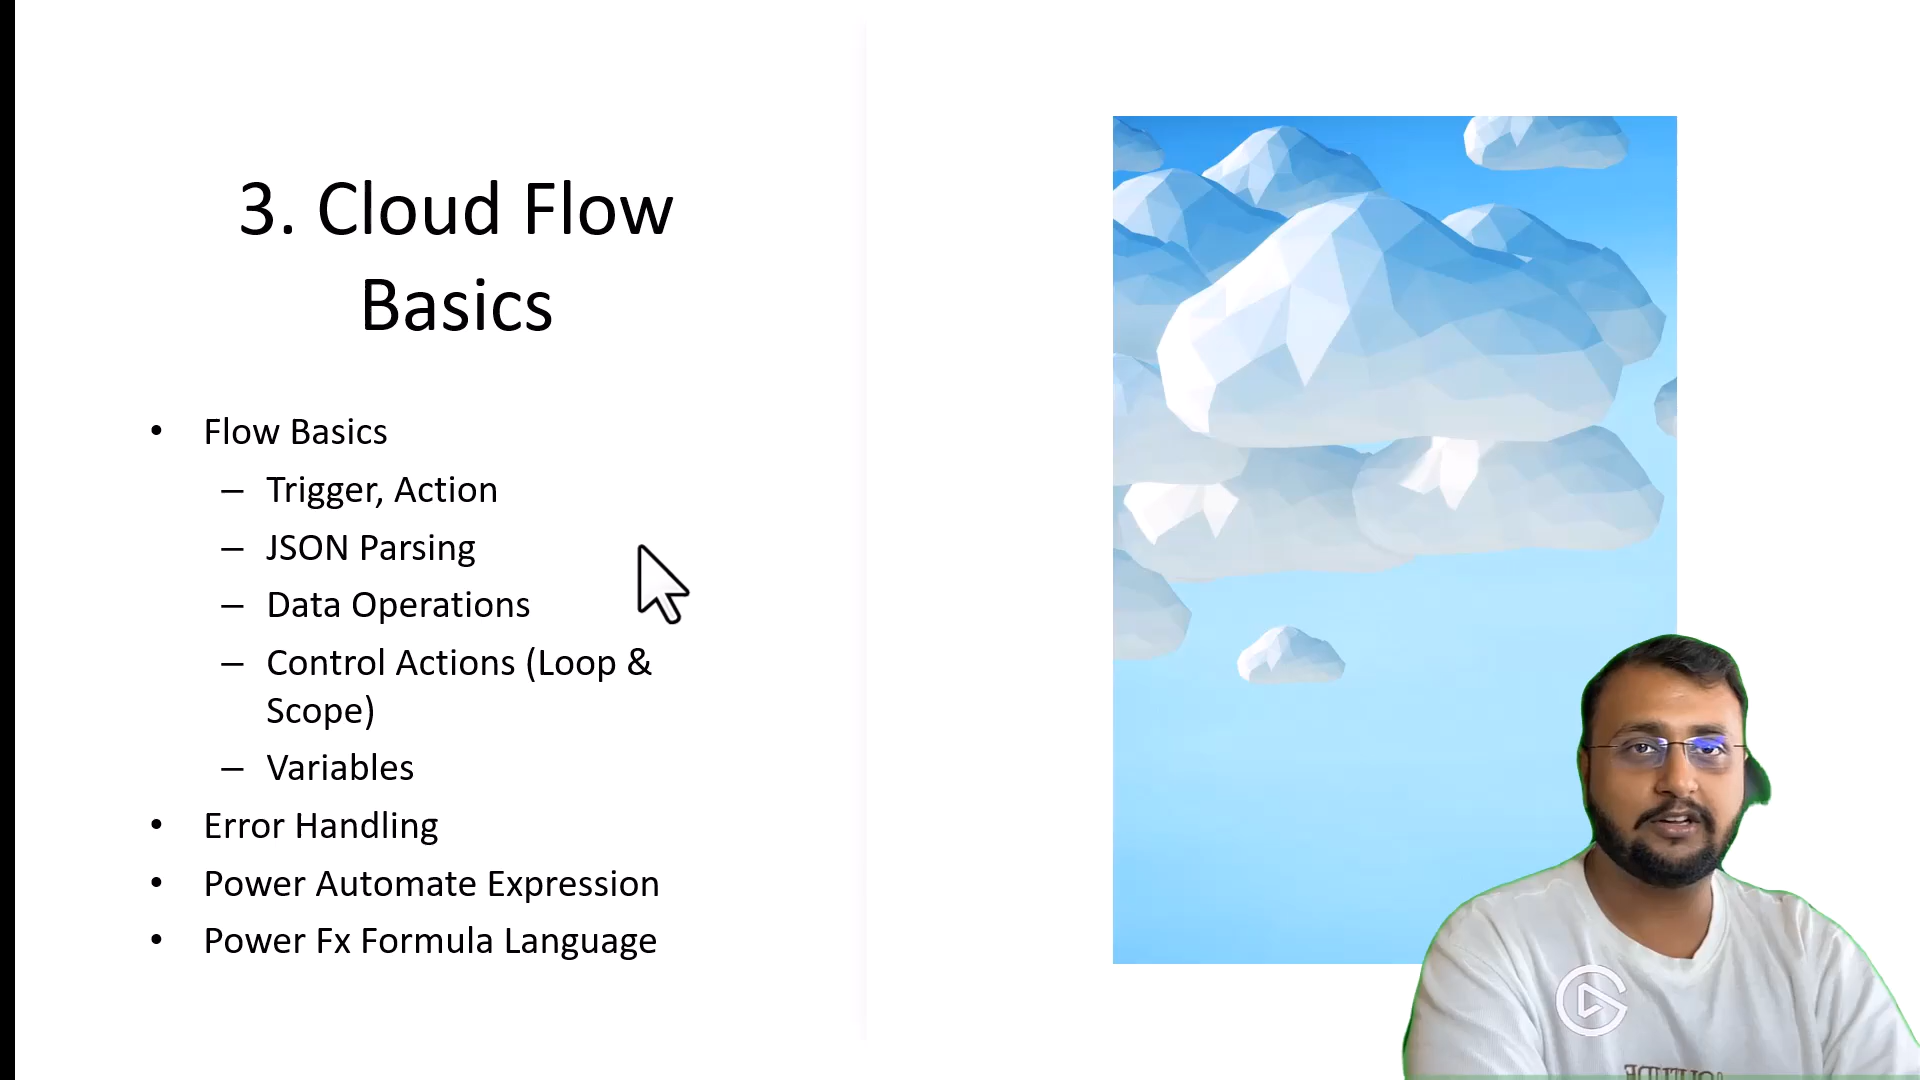 3. Cloud Flow
Basics
• Flow Basics
– Trigger, Action
– JSON Parsing
– Data Operations
– Control Actions (Loop &
Scope)
– Variables
• Error Handling
• Power Automate Expression
• Power Fx Formula Language